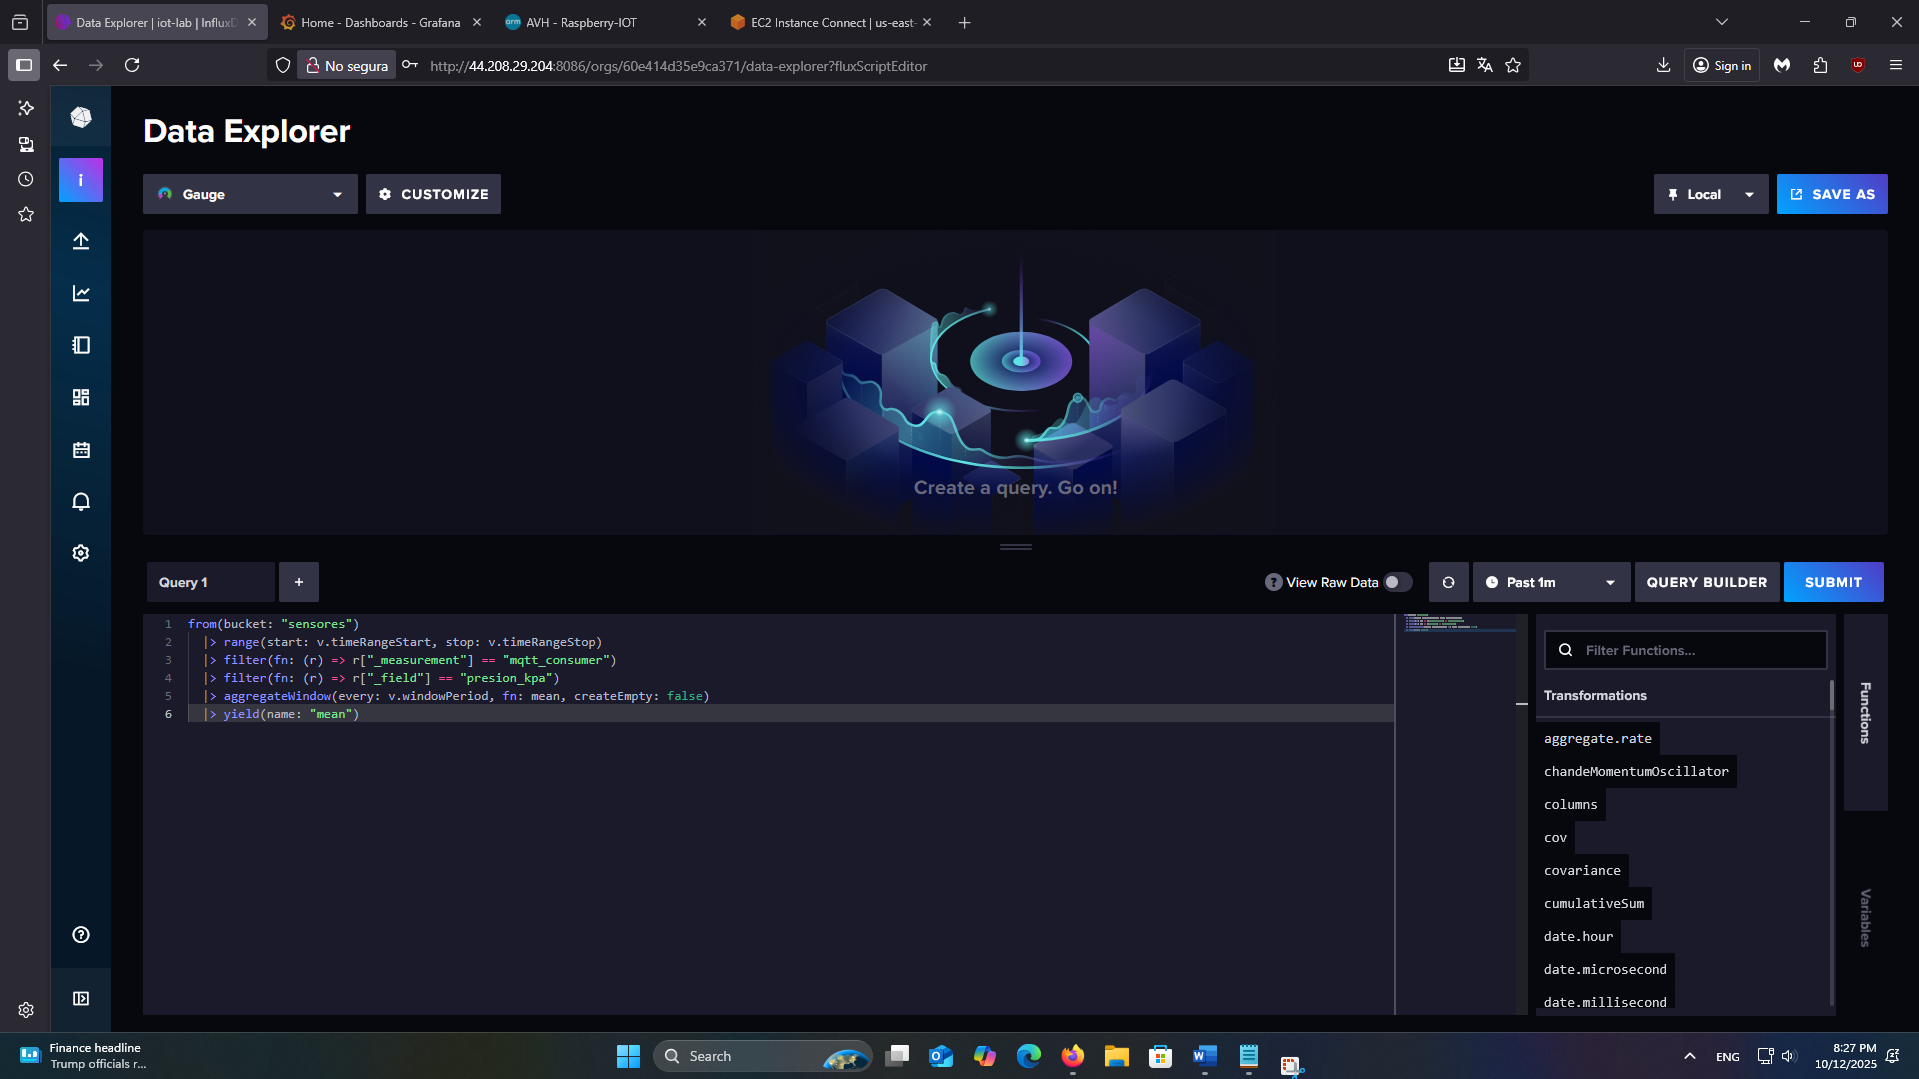 Data Explorer | iot-lab | InfluxD
Home - Dashboards - Grafana
arm
AVH - Raspberry-IOT
EC2 Instance Connect | us-east-
No segura
http://44.208.29.204:8086/orgs/60e414d35e9ca371/data-explorer?fluxScriptEditor
Sign in
i
Data Explorer
Gauge
CUSTOMIZE
Local
SAVE AS
Create a query. Go on!
Query 1
+
? View Raw Data
Past 1m
QUERY BUILDER
SUBMIT
1 from(bucket: "sensores")
2 |> range(start: v.timeRangeStart, stop: v.timeRangeStop)
3 |> filter(fn: (r) => r["_measurement"] == "mqtt_consumer")
4 |> filter(fn: (r) => r["_field"] == "presion_kpa")
5 |> aggregateWindow(every: v.windowPeriod, fn: mean, createEmpty: false)
6 |> yield(name: "mean")
Filter Functions...
Transformations
aggregate.rate
chandeMomentumOscillator
columns
cov
covariance
cumulativeSum
date.hour
date.microsecond
date.millisecond
Functions
Variables
Finance headline
Trump officials r...
Search
ENG
8:27 PM
10/12/2025